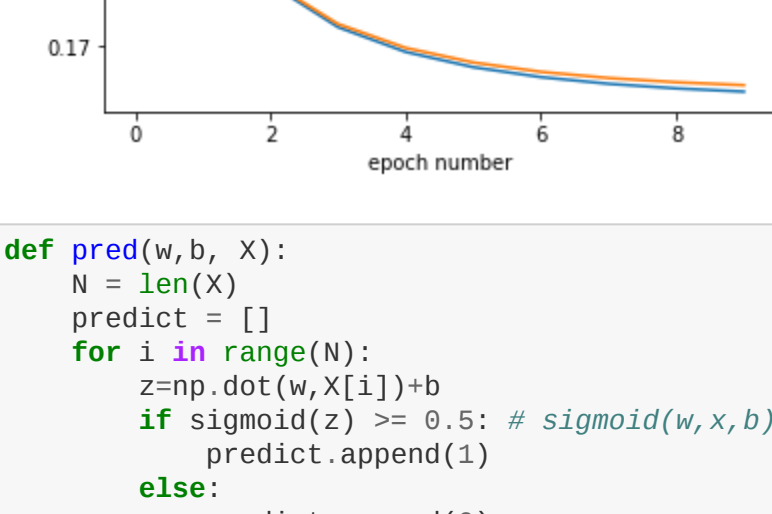 0.17
0 2 4 6 8
epoch number
def pred(w,b, X):
    N = len(X)
    predict = []
    for i in range(N):
        z=np.dot(w,X[i])+b
        if sigmoid(z) >= 0.5: # sigmoid(w,x,b)
            predict.append(1)
        else: